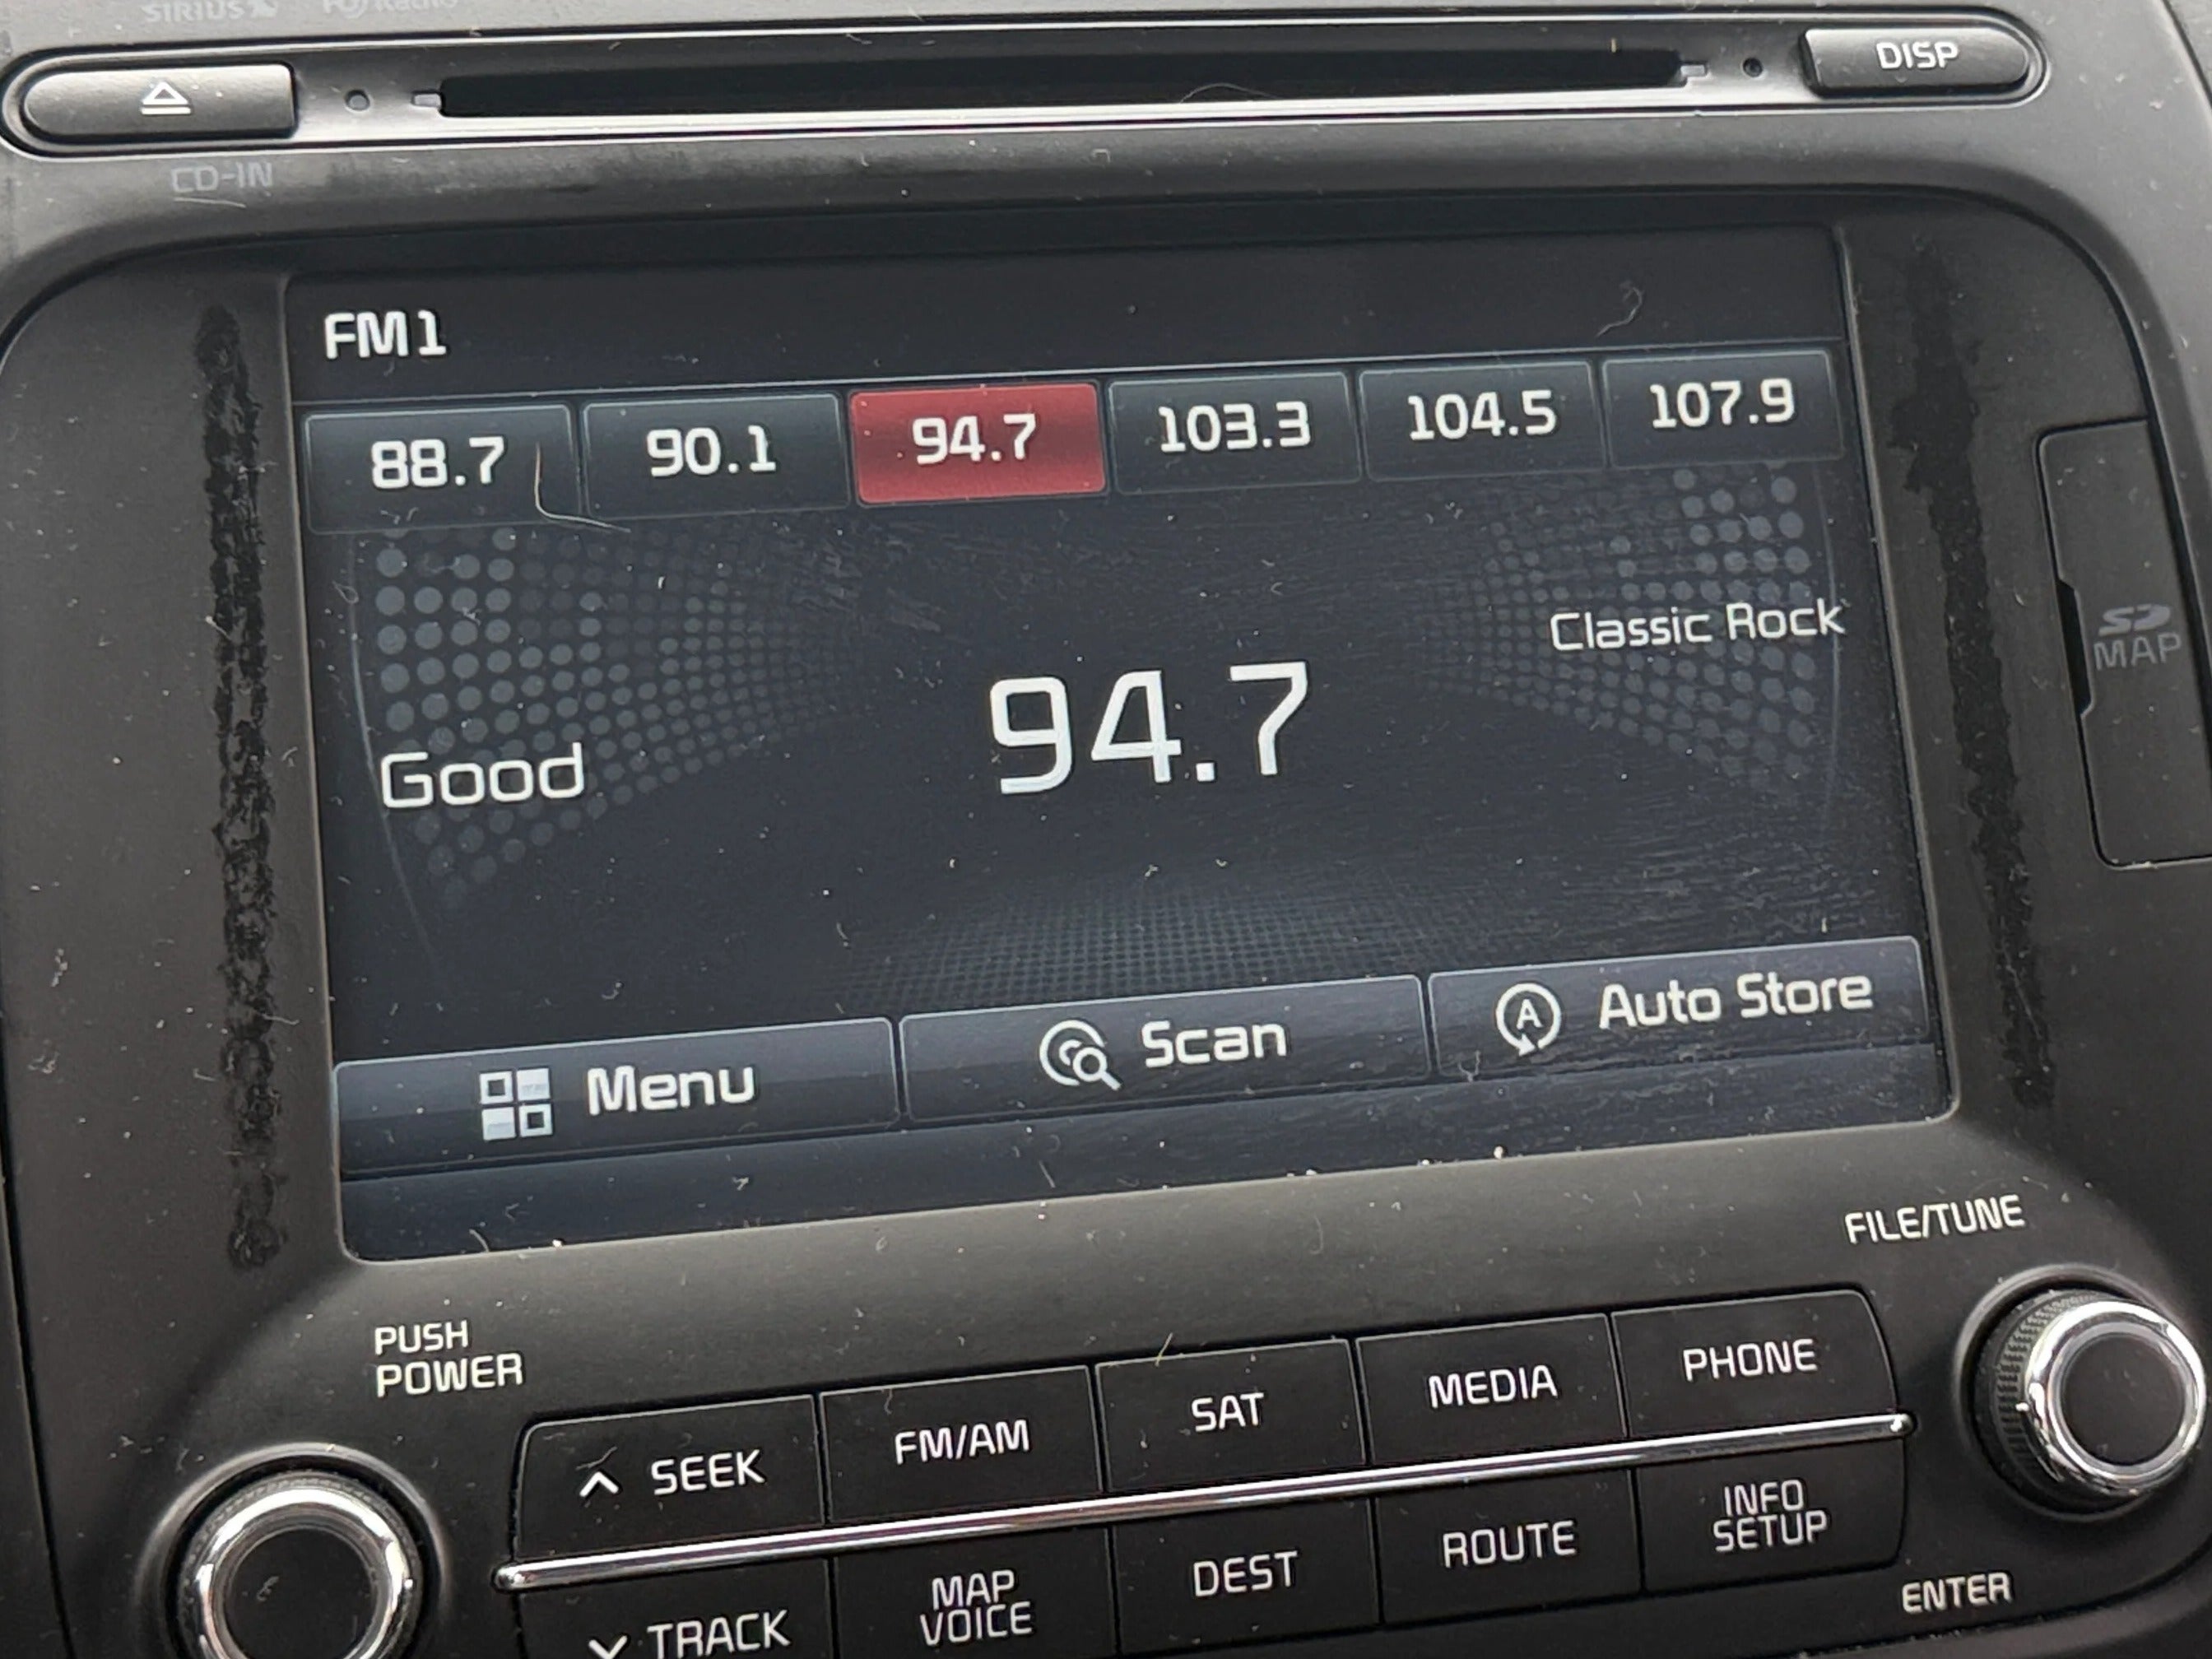 SIRIUS
DISP
CD-IN
FM1
88.7 90.1 94.7 103.3 104.5 107.9
Classic Rock
94.7
Good
SD
MAP
Menu Scan A Auto Store
FILE/TUNE
PUSH
POWER
SEEK FM/AM SAT MEDIA PHONE
TRACK MAP VOICE DEST ROUTE INFO SETUP
ENTER